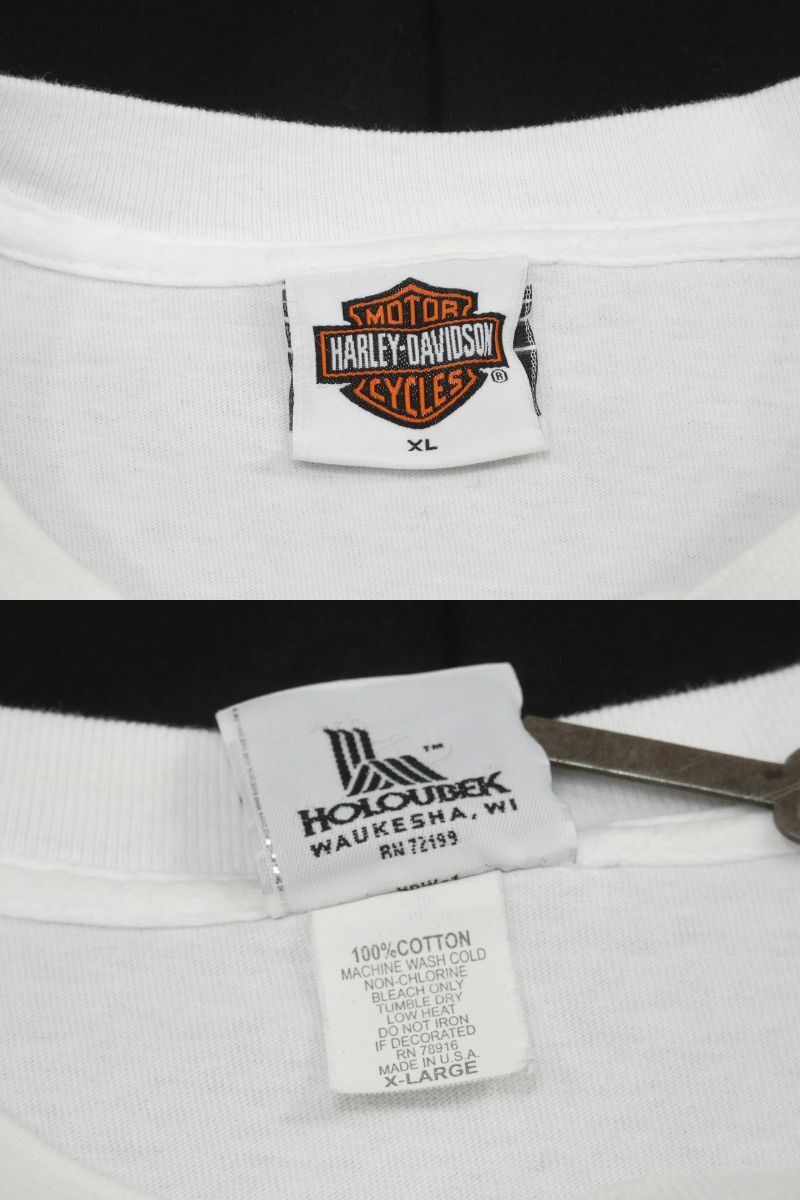 MOTOR
HARLEY-DAVIDSON
CYCLES
®
XL
™
HOLOUBEK
WAUKESHA, WI
RN 72199
100% COTTON
MACHINE WASH COLD
NON-CHLORINE
BLEACH ONLY
TUMBLE DRY
LOW HEAT
DO NOT IRON
IF DECORATED
RN 78916
MADE IN U.S.A.
X-LARGE